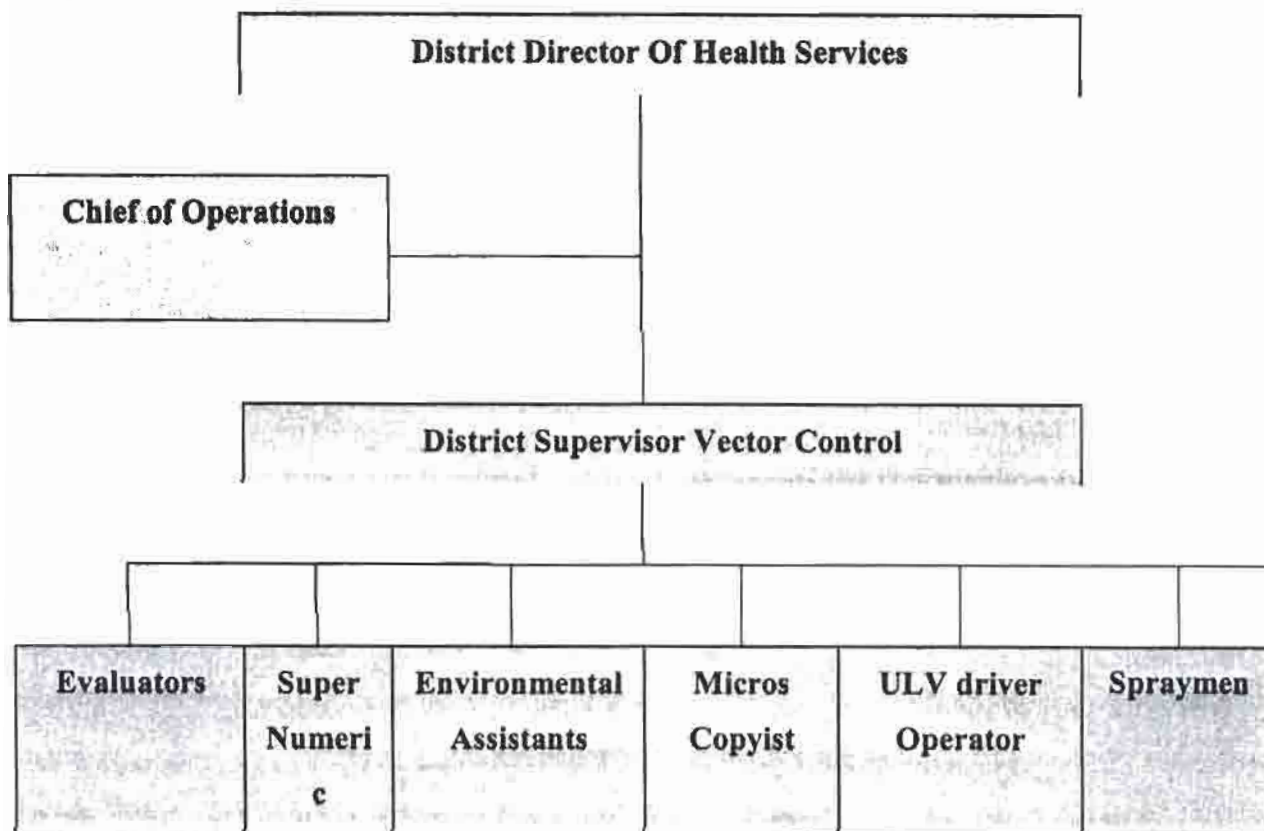 District Director Of Health Services
Chief of Operations
District Supervisor Vector Control
Evaluators
Super
Numeri
c
Environmental
Assistants
Micros
Copyist
ULV driver
Operator
Spraymen